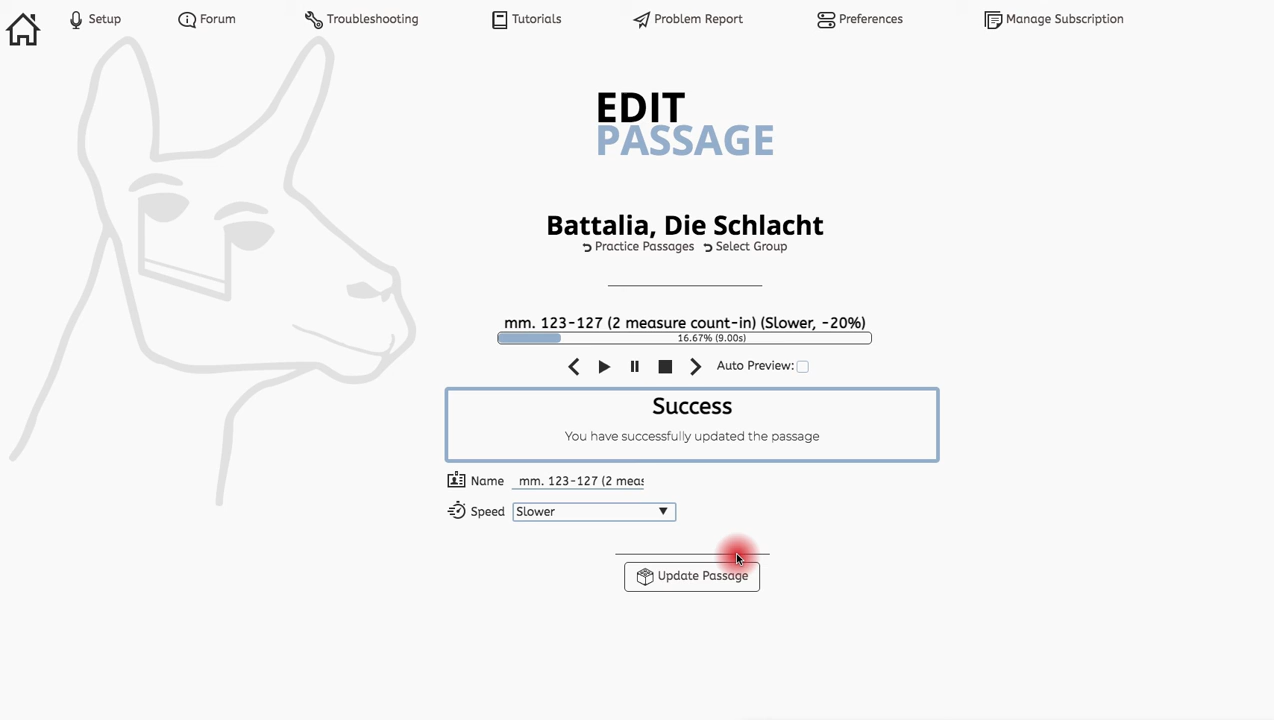 Setup
Forum
Troubleshooting
Tutorials
Problem Report
Preferences
Manage Subscription
EDIT
PASSAGE
Battalia, Die Schlacht
Practice Passages Select Group
mm. 123-127 (2 measure count-in) (Slower, -20%)
16.67% (9.00s)
Auto Preview:
Success
You have successfully updated the passage
Name mm. 123-127 (2 meas
Speed Slower
Update Passage